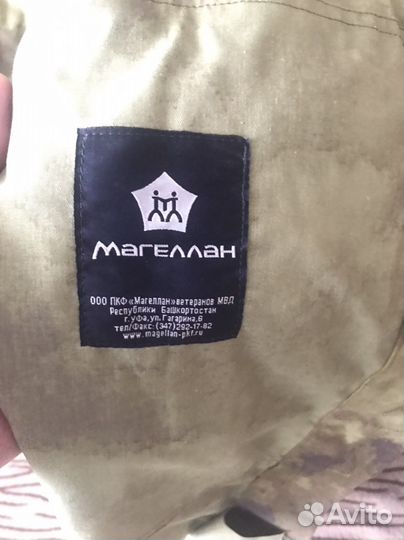 Магеллан
ООО ПКФ «Магеллан» ветеранов МВД
Республики Башкортостан
г.Уфа,ул.Гагарина,6
тел/Факс:(347)292-17-82
www.magellan-pkf.ru
Avito